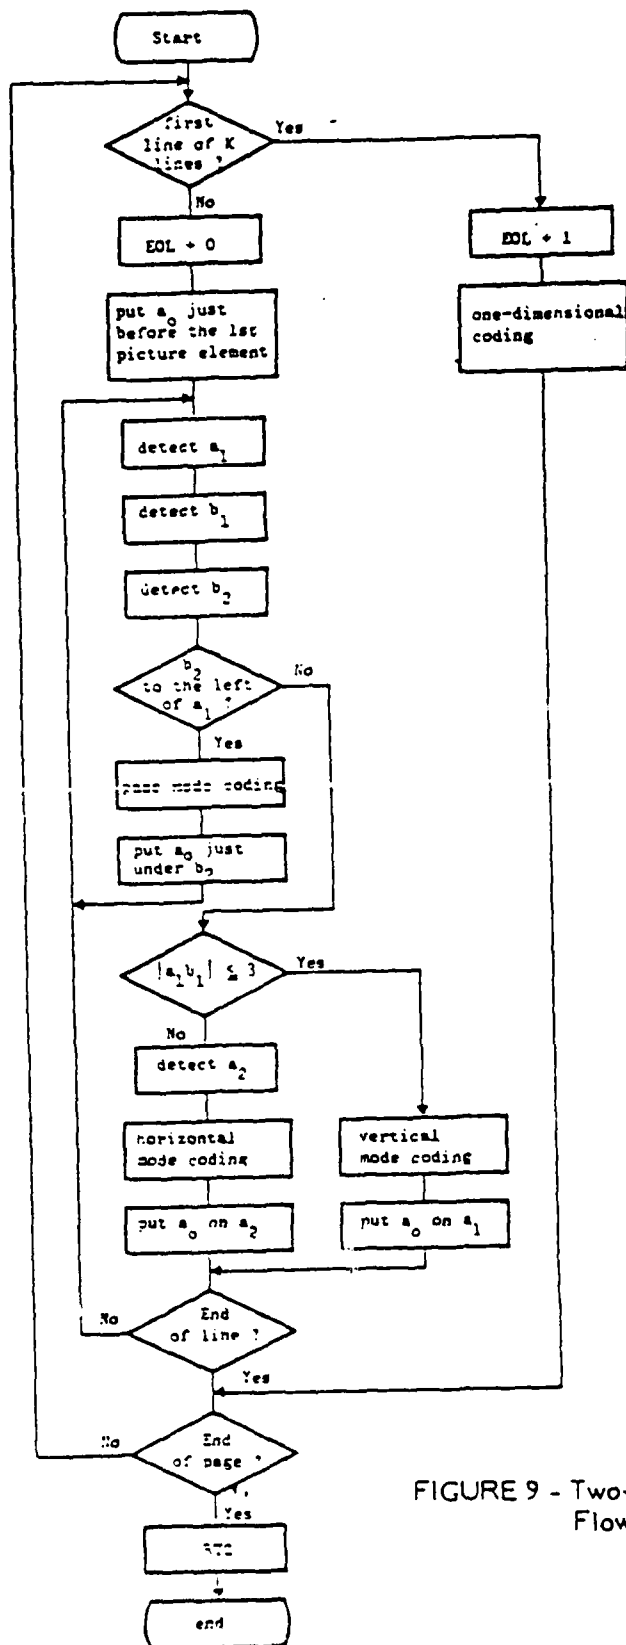 Start
first
line of K
lines ?
Yes
No
EOL + 0
EOL + 1
put a₀ just
before the 1st
picture element
one-dimensional
coding
detect a₁
detect b₁
detect b₂
b₂
to the left
of a₁ ?
No
Yes
pass mode coding
put a₀ just
under b₂
|a₁b₁| ≤ 3
Yes
No
detect a₂
horizontal
mode coding
vertical
mode coding
put a₀ on a₂
put a₀ on a₁
End
of line ?
No
Yes
End
of page ?
No
Yes
RTC
end
FIGURE 9 - Two-
Flow